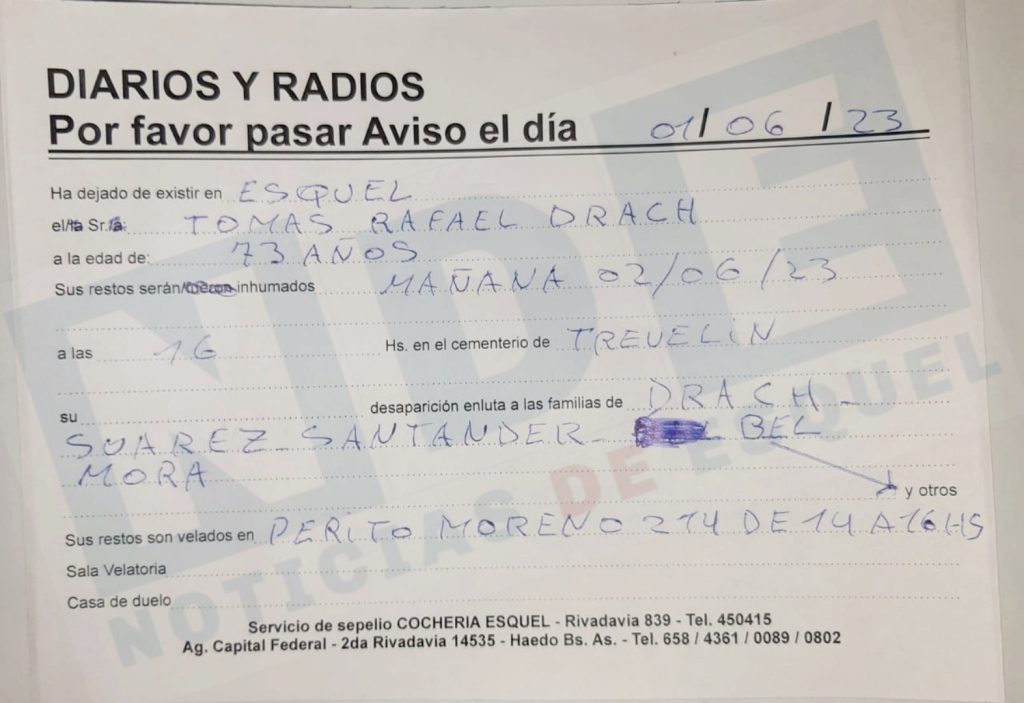 DIARIOS Y RADIOS
Por favor pasar Aviso el día 01/06/23
Ha dejado de existir en ESQUEL
el/la Sr./a: TOMAS RAFAEL DRACH
a la edad de: 73 AÑOS
Sus restos serán/fueron inhumados MAÑANA 02/06/23
a las 16 Hs. en el cementerio de TREVELIN
su desaparición enluta a las familias de DRACH -
SUAREZ - SANTANDER - BEL
MORA
y otros
Sus restos son velados en PERITO MORENO 214 DE 14 A 16 HS
Sala Velatoria
Casa de duelo
Servicio de sepelio COCHERIA ESQUEL - Rivadavia 839 - Tel. 450415
Ag. Capital Federal - 2da Rivadavia 14535 - Haedo Bs. As. - Tel. 658 / 4361 / 0089 / 0802
NDE
NOTICIAS DE ESQUEL